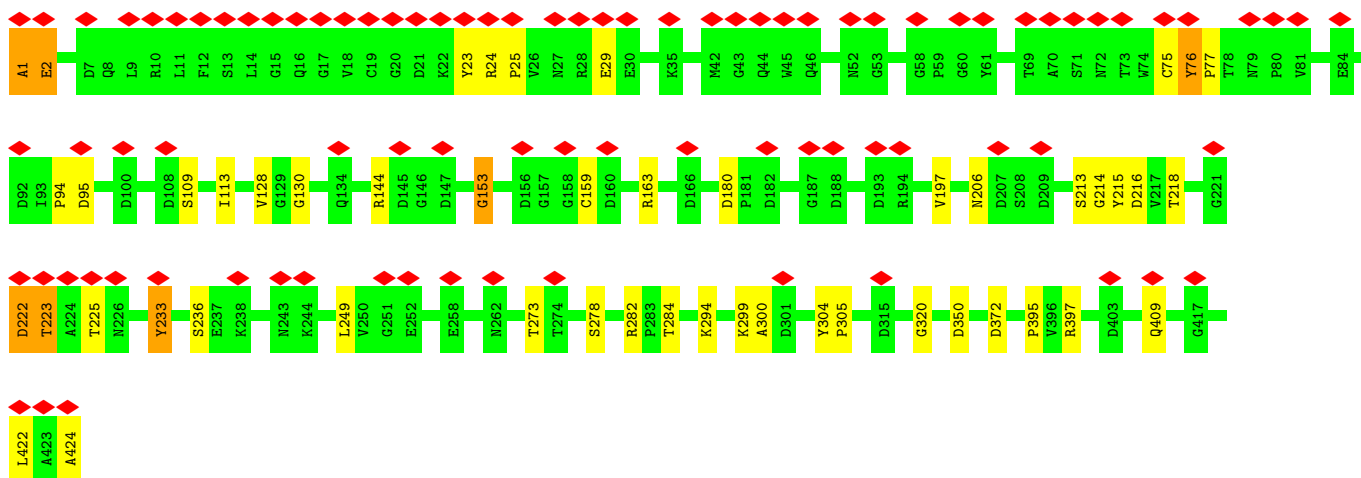 A1 E2 D7 Q8 L9 R10 L11 F12 S13 L14 G15 Q16 G17 V18 C19 G20 D21 K22 Y23 R24 P25 V26 N27 R28 E29 E30 K35 M42 G43 Q44 W45 Q46 N52 G53 G58 P59 G60 Y61 T69 A70 S71 N72 T73 W74 C75 Y76 P77 T78 N79 P80 V81 E84
D92 I93 P94 D95 D100 D108 S109 I113 V128 G129 G130 Q134 R144 D145 G146 D147 G153 D156 G157 G158 C159 D160 R163 D166 D180 P181 D182 G187 D188 D193 R194 V197 N206 D207 S208 D209 S213 G214 Y215 D216 V217 T218 G221
D222 T223 A224 T225 N226 Y233 S236 E237 K238 N243 K244 L249 V250 G251 E252 E258 N262 T273 T274 S278 R282 P283 T284 K294 K299 A300 D301 Y304 P305 D315 G320 D350 D372 P395 V396 R397 D403 Q409 G417
L422 A423 A424